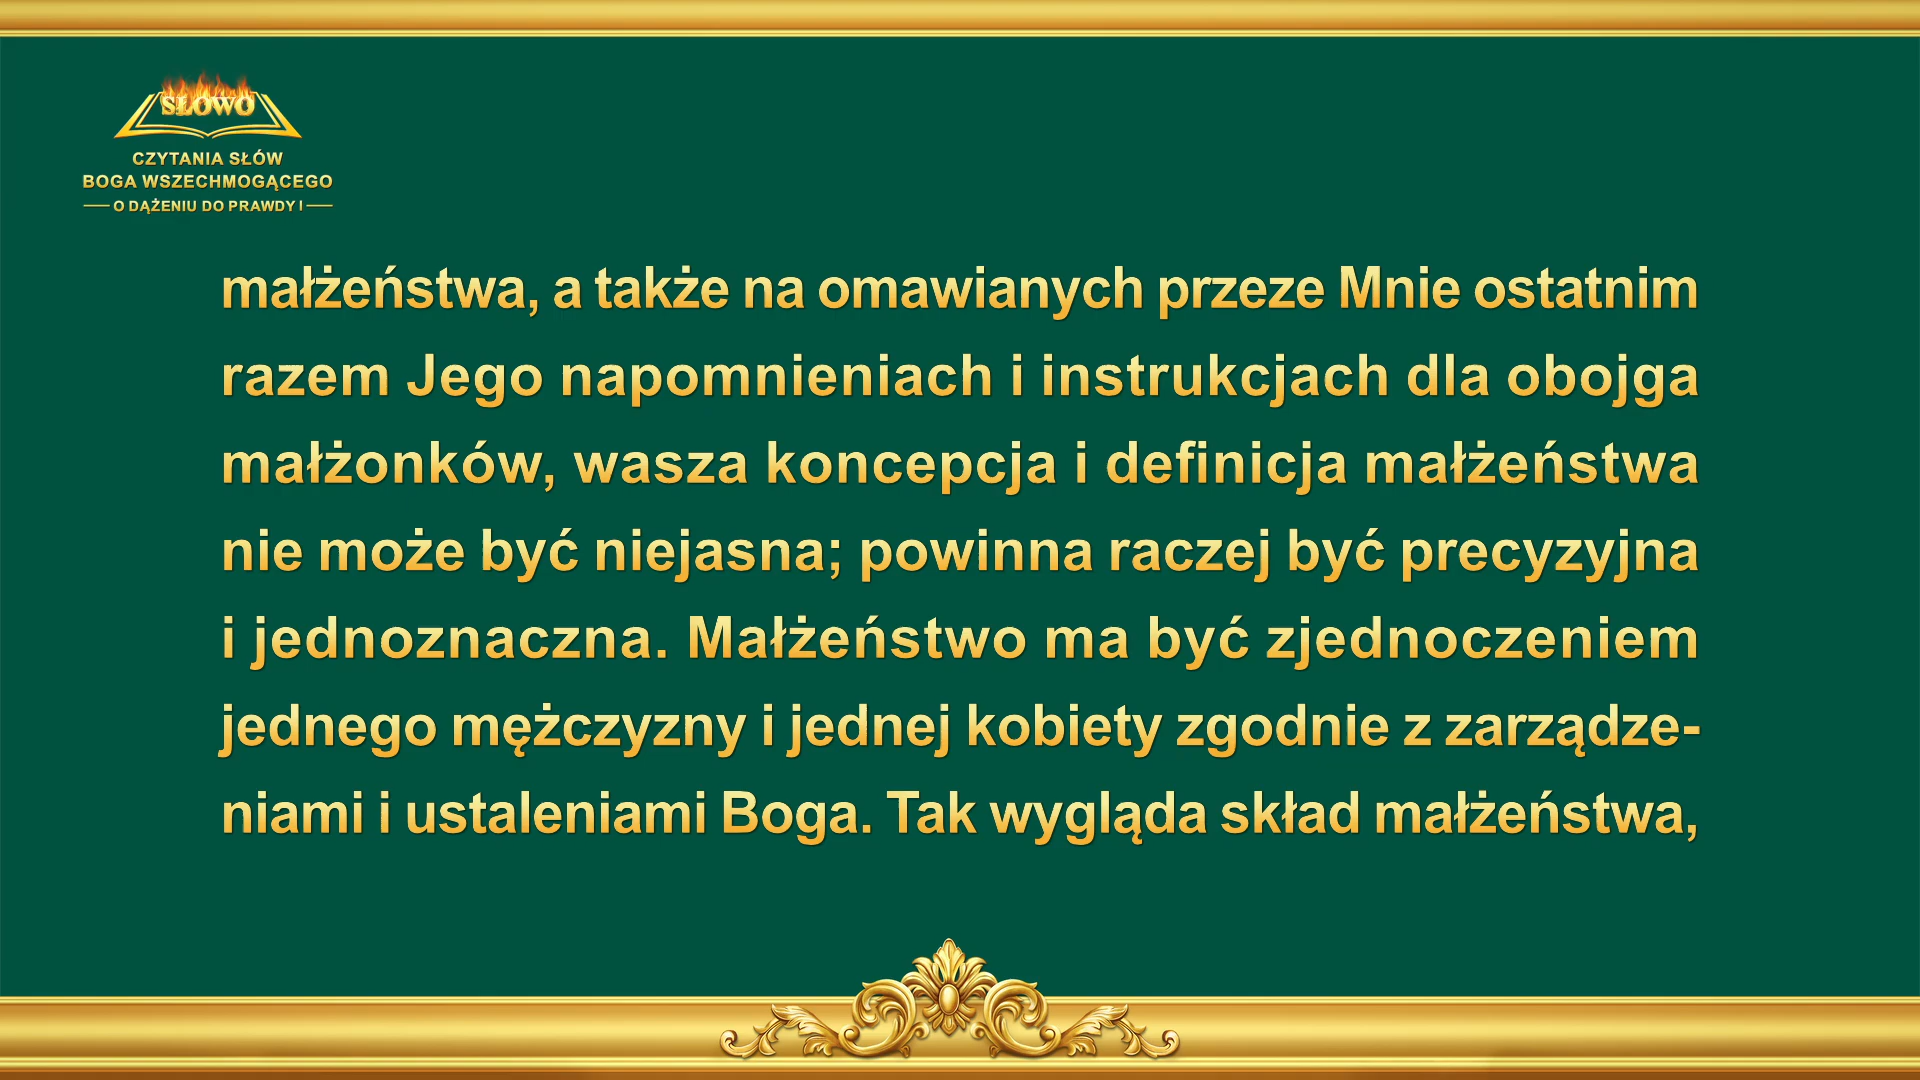 SŁOWO
CZYTANIA SŁÓW
BOGA WSZECHMOGĄCEGO
O DĄŻENIU DO PRAWDY I
małżeństwa, a także na omawianych przeze Mnie ostatnim
razem Jego napomnieniach i instrukcjach dla obojga
małżonków, wasza koncepcja i definicja małżeństwa
nie może być niejasna; powinna raczej być precyzyjna
i jednoznaczna. Małżeństwo ma być zjednoczeniem
jednego mężczyzny i jednej kobiety zgodnie z zarządze-
niami i ustaleniami Boga. Tak wygląda skład małżeństwa,